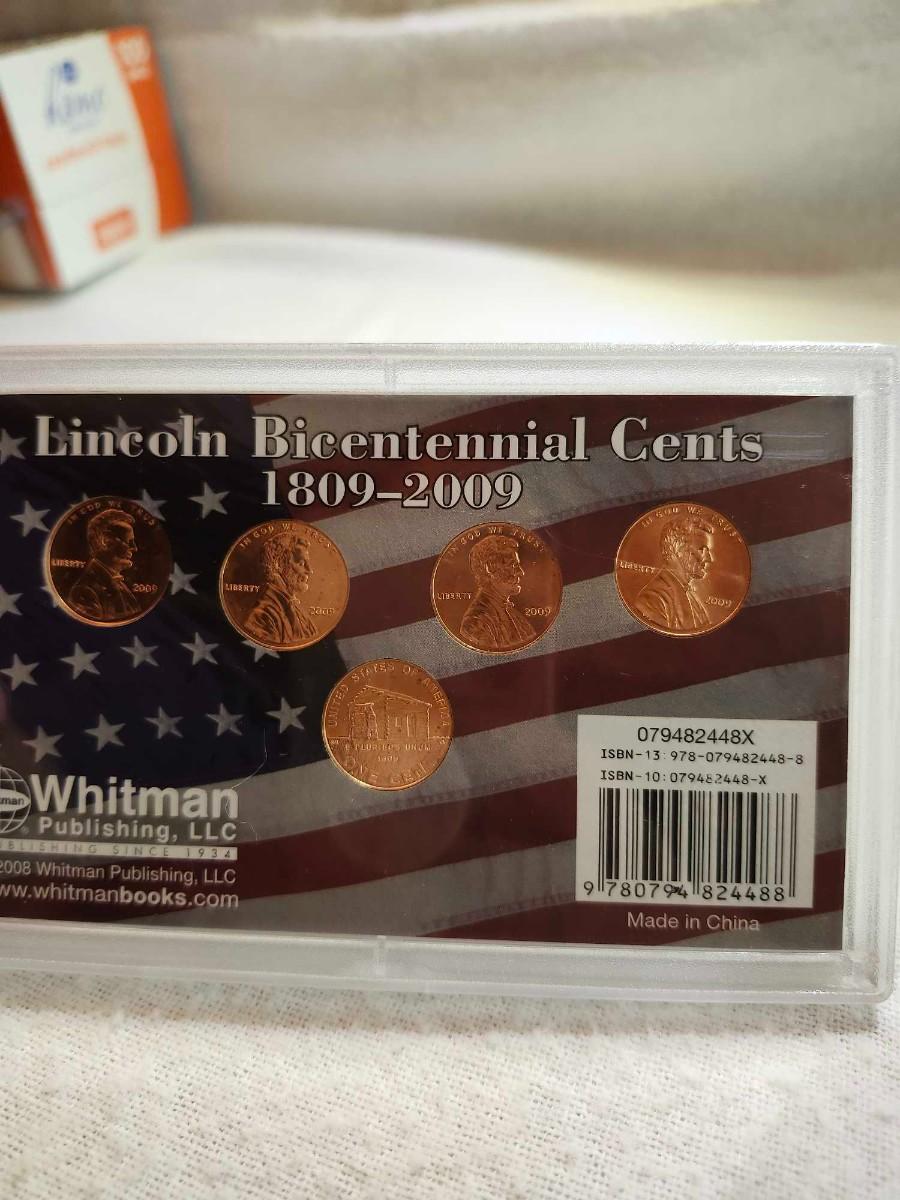 Lincoln Bicentennial Cents
1809–2009
IN GOD WE TRUST
LIBERTY
2009
IN GOD WE TRUST
LIBERTY
2009
IN GOD WE TRUST
LIBERTY
2009
IN GOD WE TRUST
LIBERTY
2009
UNITED STATES OF AMERICA
E PLURIBUS UNUM
1809
ONE CENT
079482448X
ISBN-13: 978-079482448-8
ISBN-10: 079482448-X
9 780794 824488
Made in China
man
Whitman
Publishing, LLC
PUBLISHING SINCE 1934
2008 Whitman Publishing, LLC
ww.whitmanbooks.com